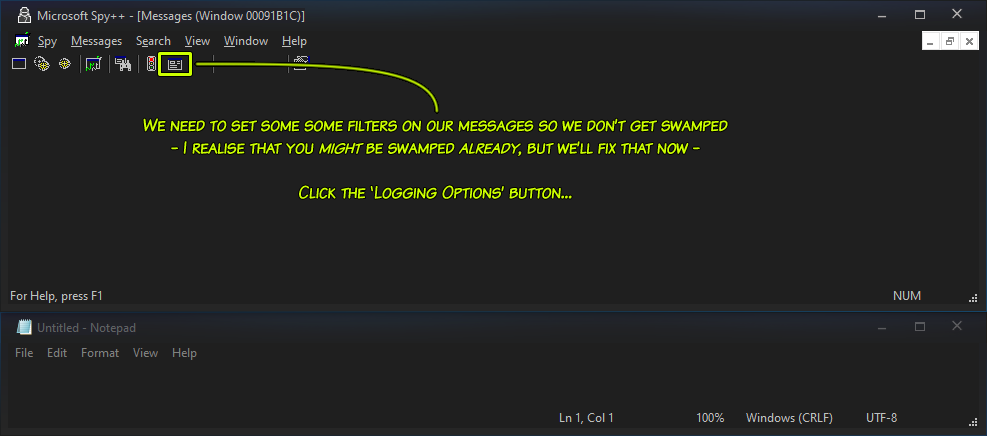 Microsoft Spy++ - [Messages (Window 00091B1C)]
Spy Messages Search View Window Help
We need to set some some filters on our messages so we don't get swamped
- I realise that you might be swamped already, but we'll fix that now -
Click the 'Logging Options' button...
For Help, press F1 NUM
Untitled - Notepad
File Edit Format View Help
Ln 1, Col 1 100% Windows (CRLF) UTF-8